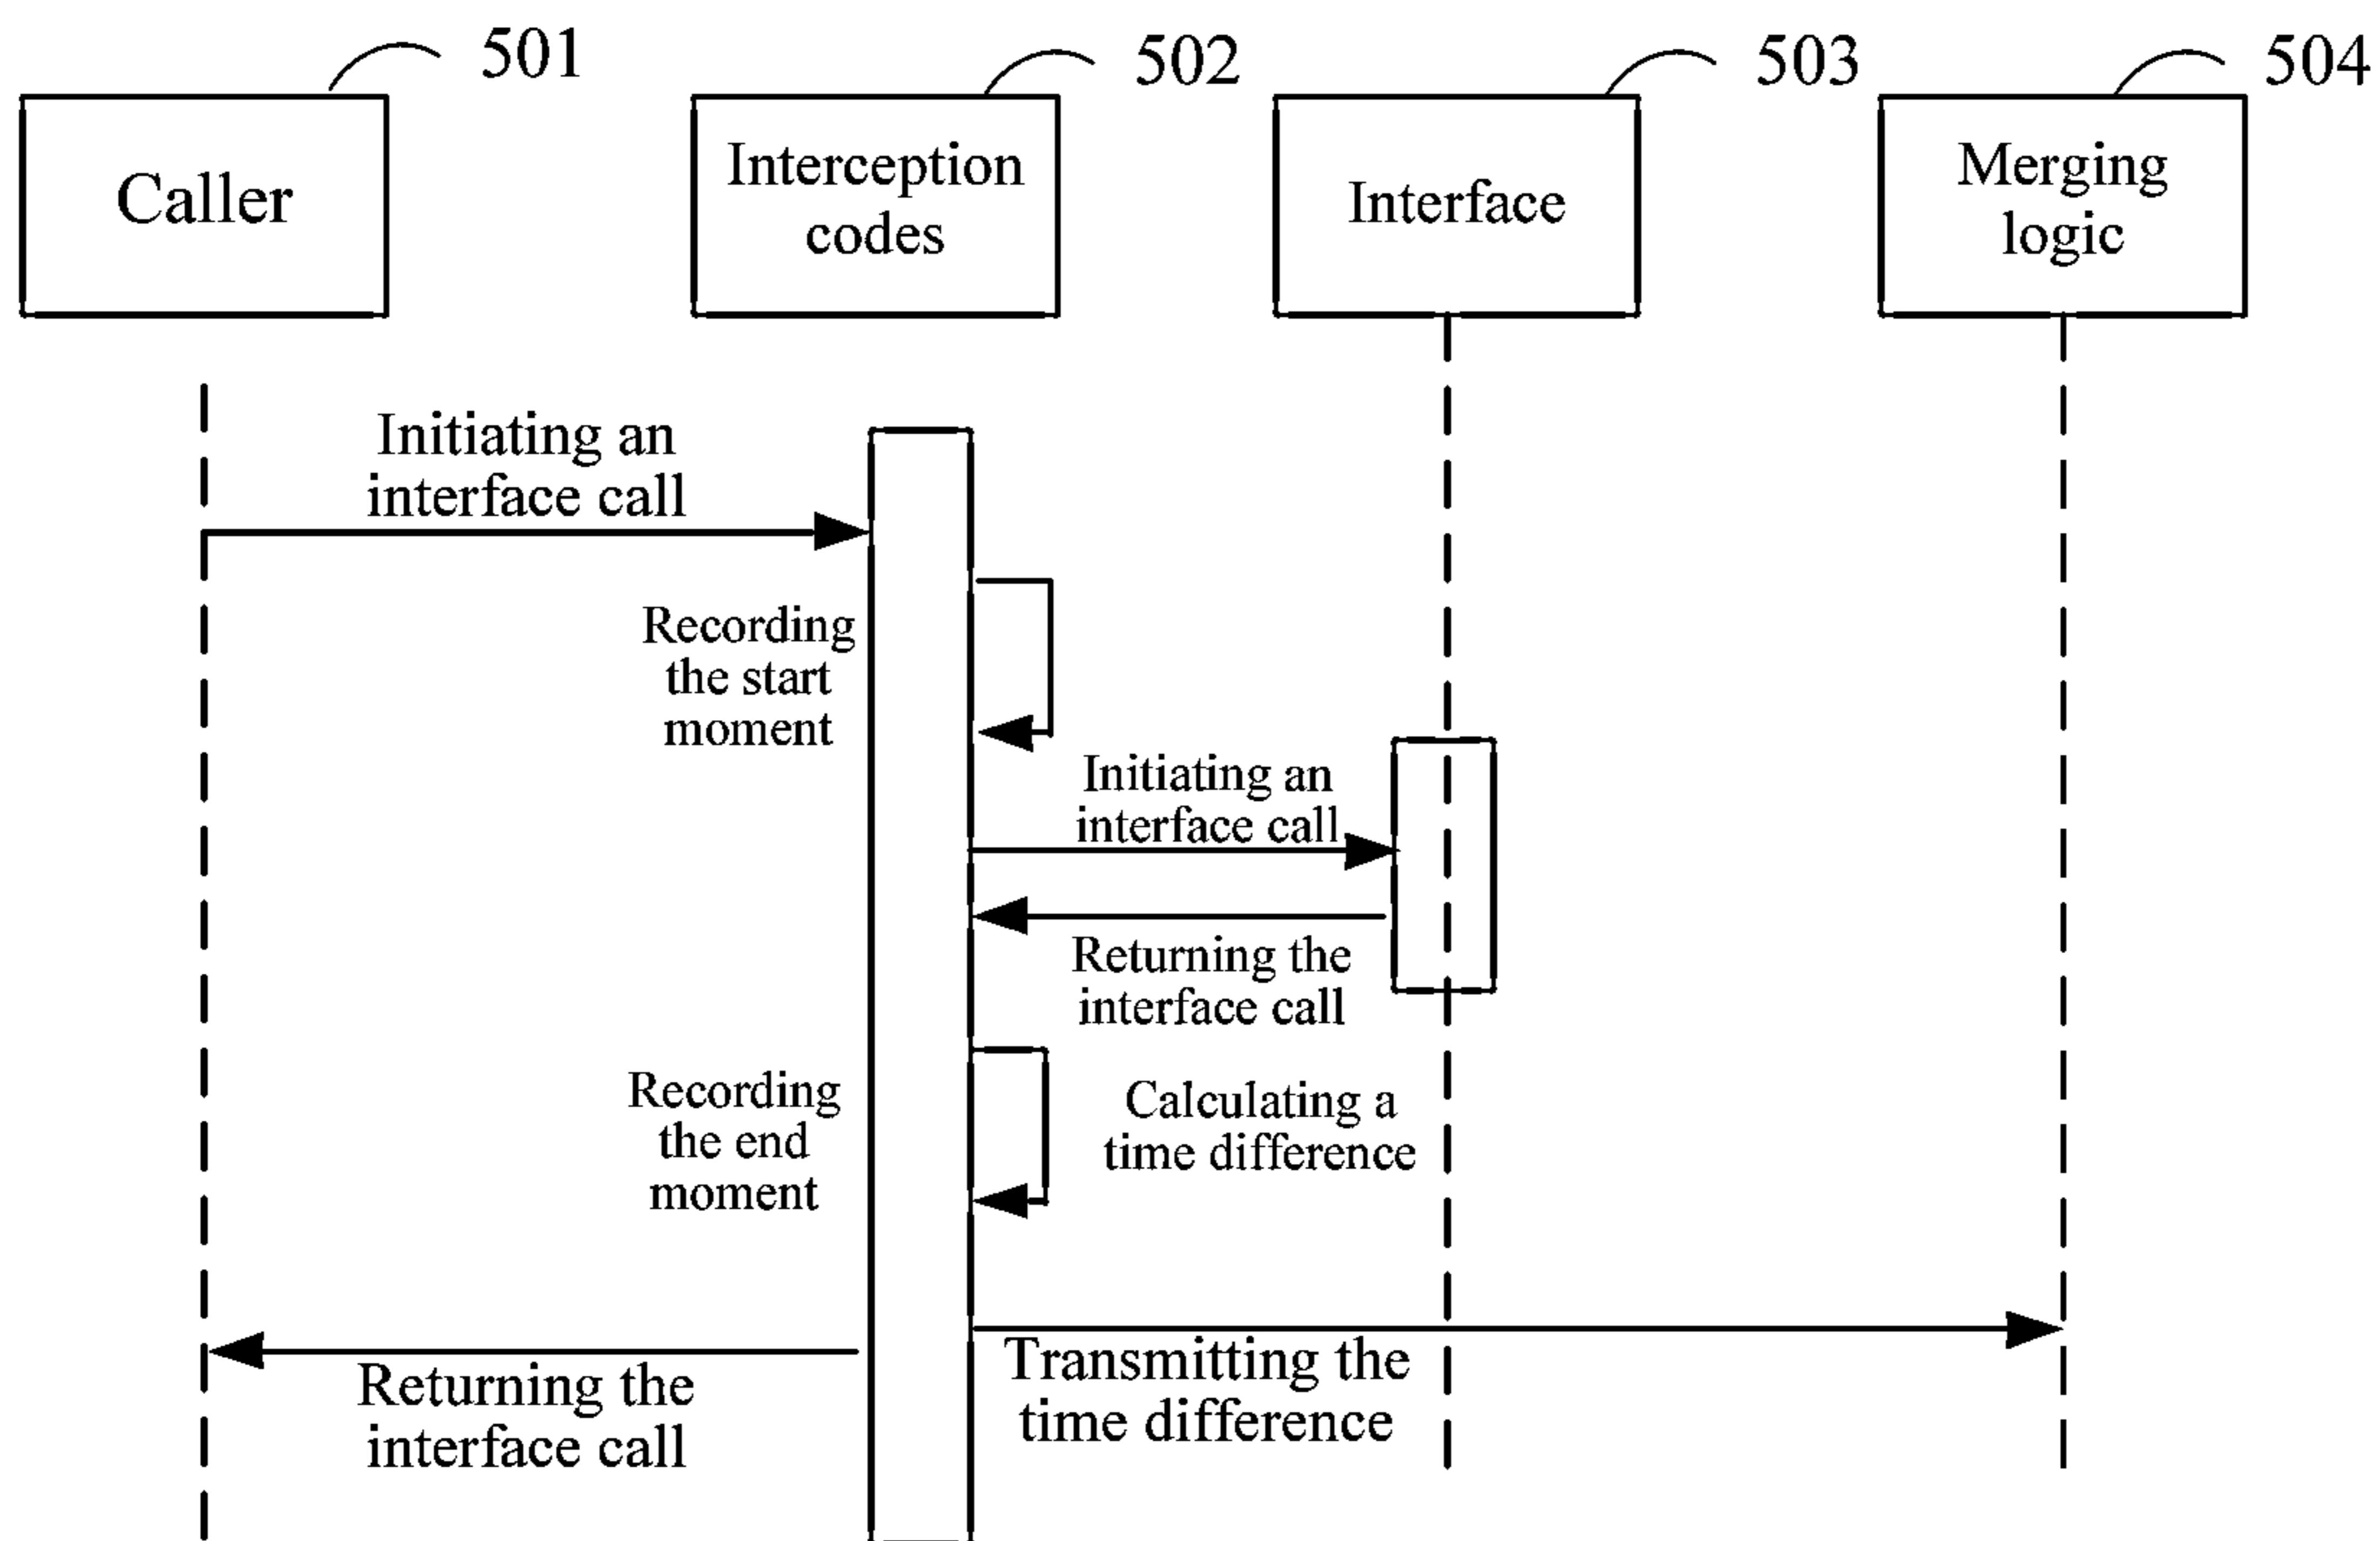 501
502
503
504
Caller
Interception
codes
Interface
Merging
logic
Initiating an
interface call
Recording
the start
moment
Initiating an
interface call
Returning the
interface call
Recording
the end
moment
Calculating a
time difference
Transmitting the
time difference
Returning the
interface call